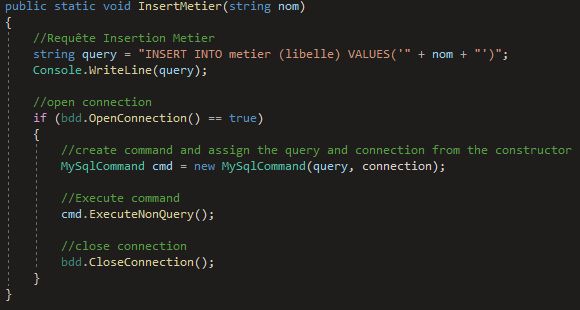 public static void InsertMetier(string nom)
{
//Requête Insertion Metier
string query = "INSERT INTO metier (libelle) VALUES('" + nom + "')";
Console.WriteLine(query);
//open connection
if (bdd.OpenConnection() == true)
{
//create command and assign the query and connection from the constructor
MySqlCommand cmd = new MySqlCommand(query, connection);
//Execute command
cmd.ExecuteNonQuery();
//close connection
bdd.CloseConnection();
}
}